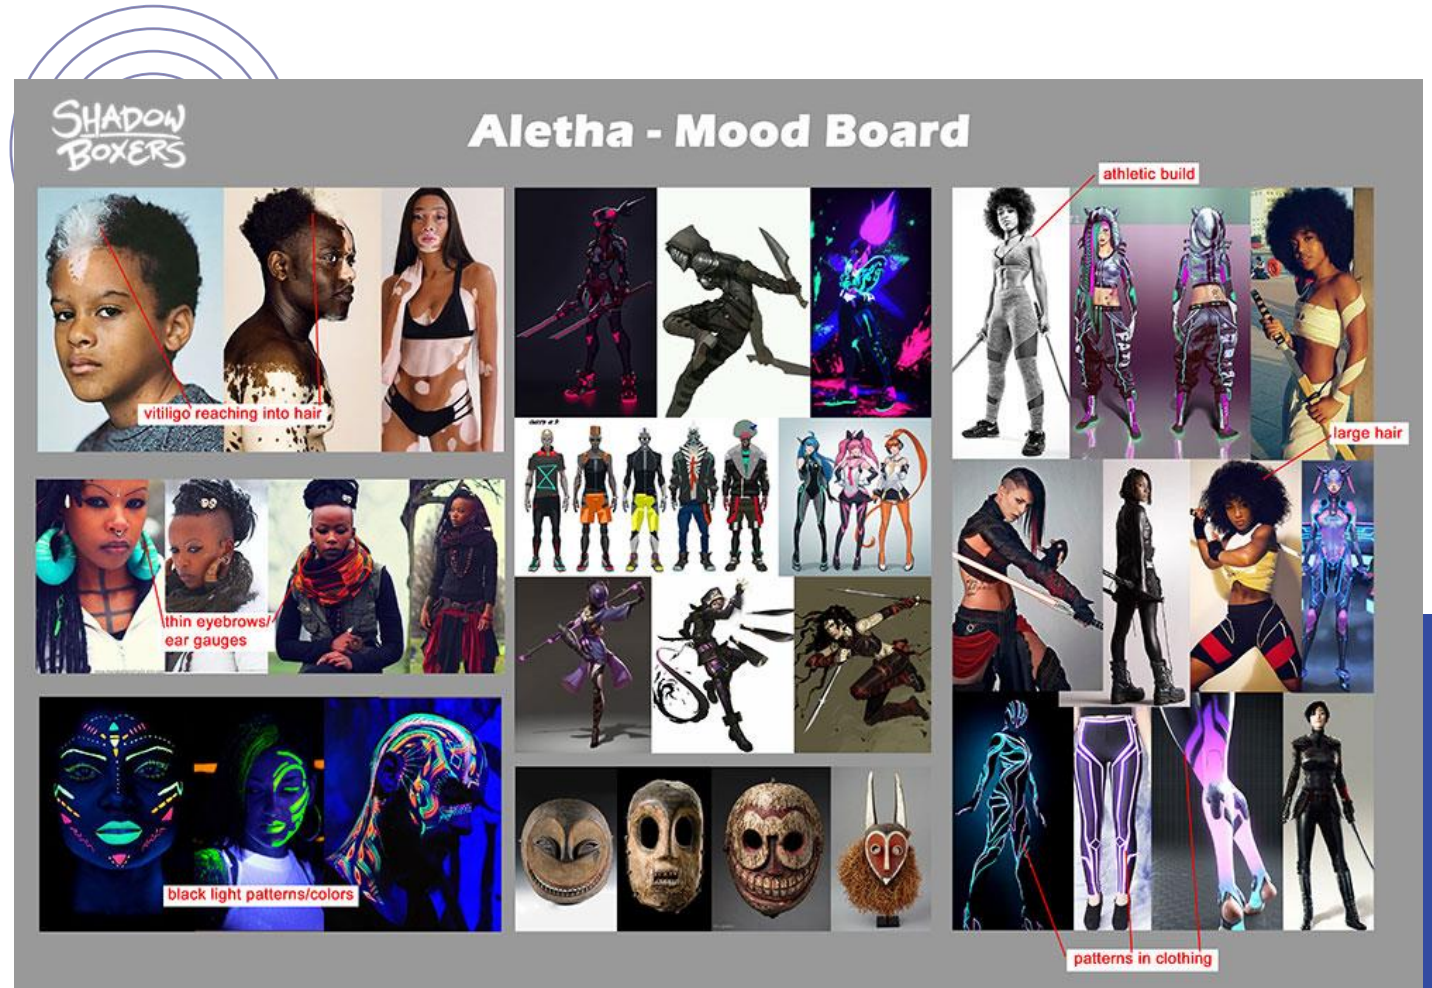 SHADOW
BOXERS
Aletha - Mood Board
athletic build
vitiligo reaching into hair
large hair
thin eyebrows/
ear gauges
black light patterns/colors
patterns in clothing